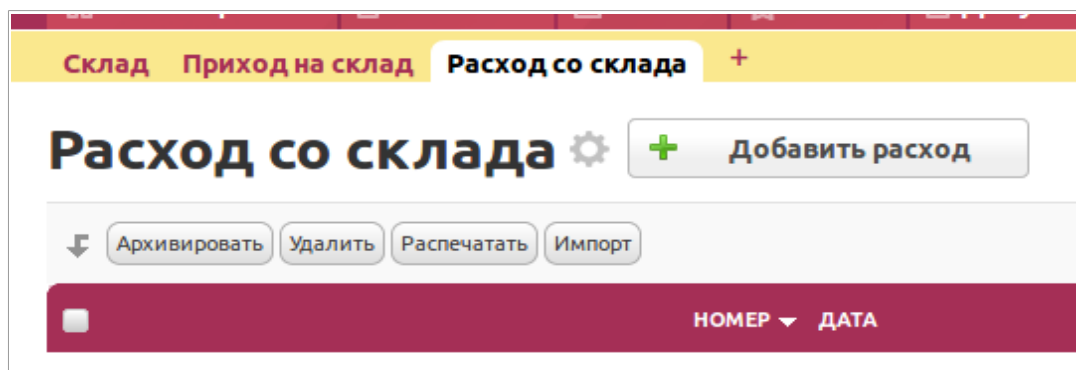 Склад Приход на склад Расход со склада +
Расход со склада Добавить расход
Архивировать Удалить Распечатать Импорт
НОМЕР ДАТА